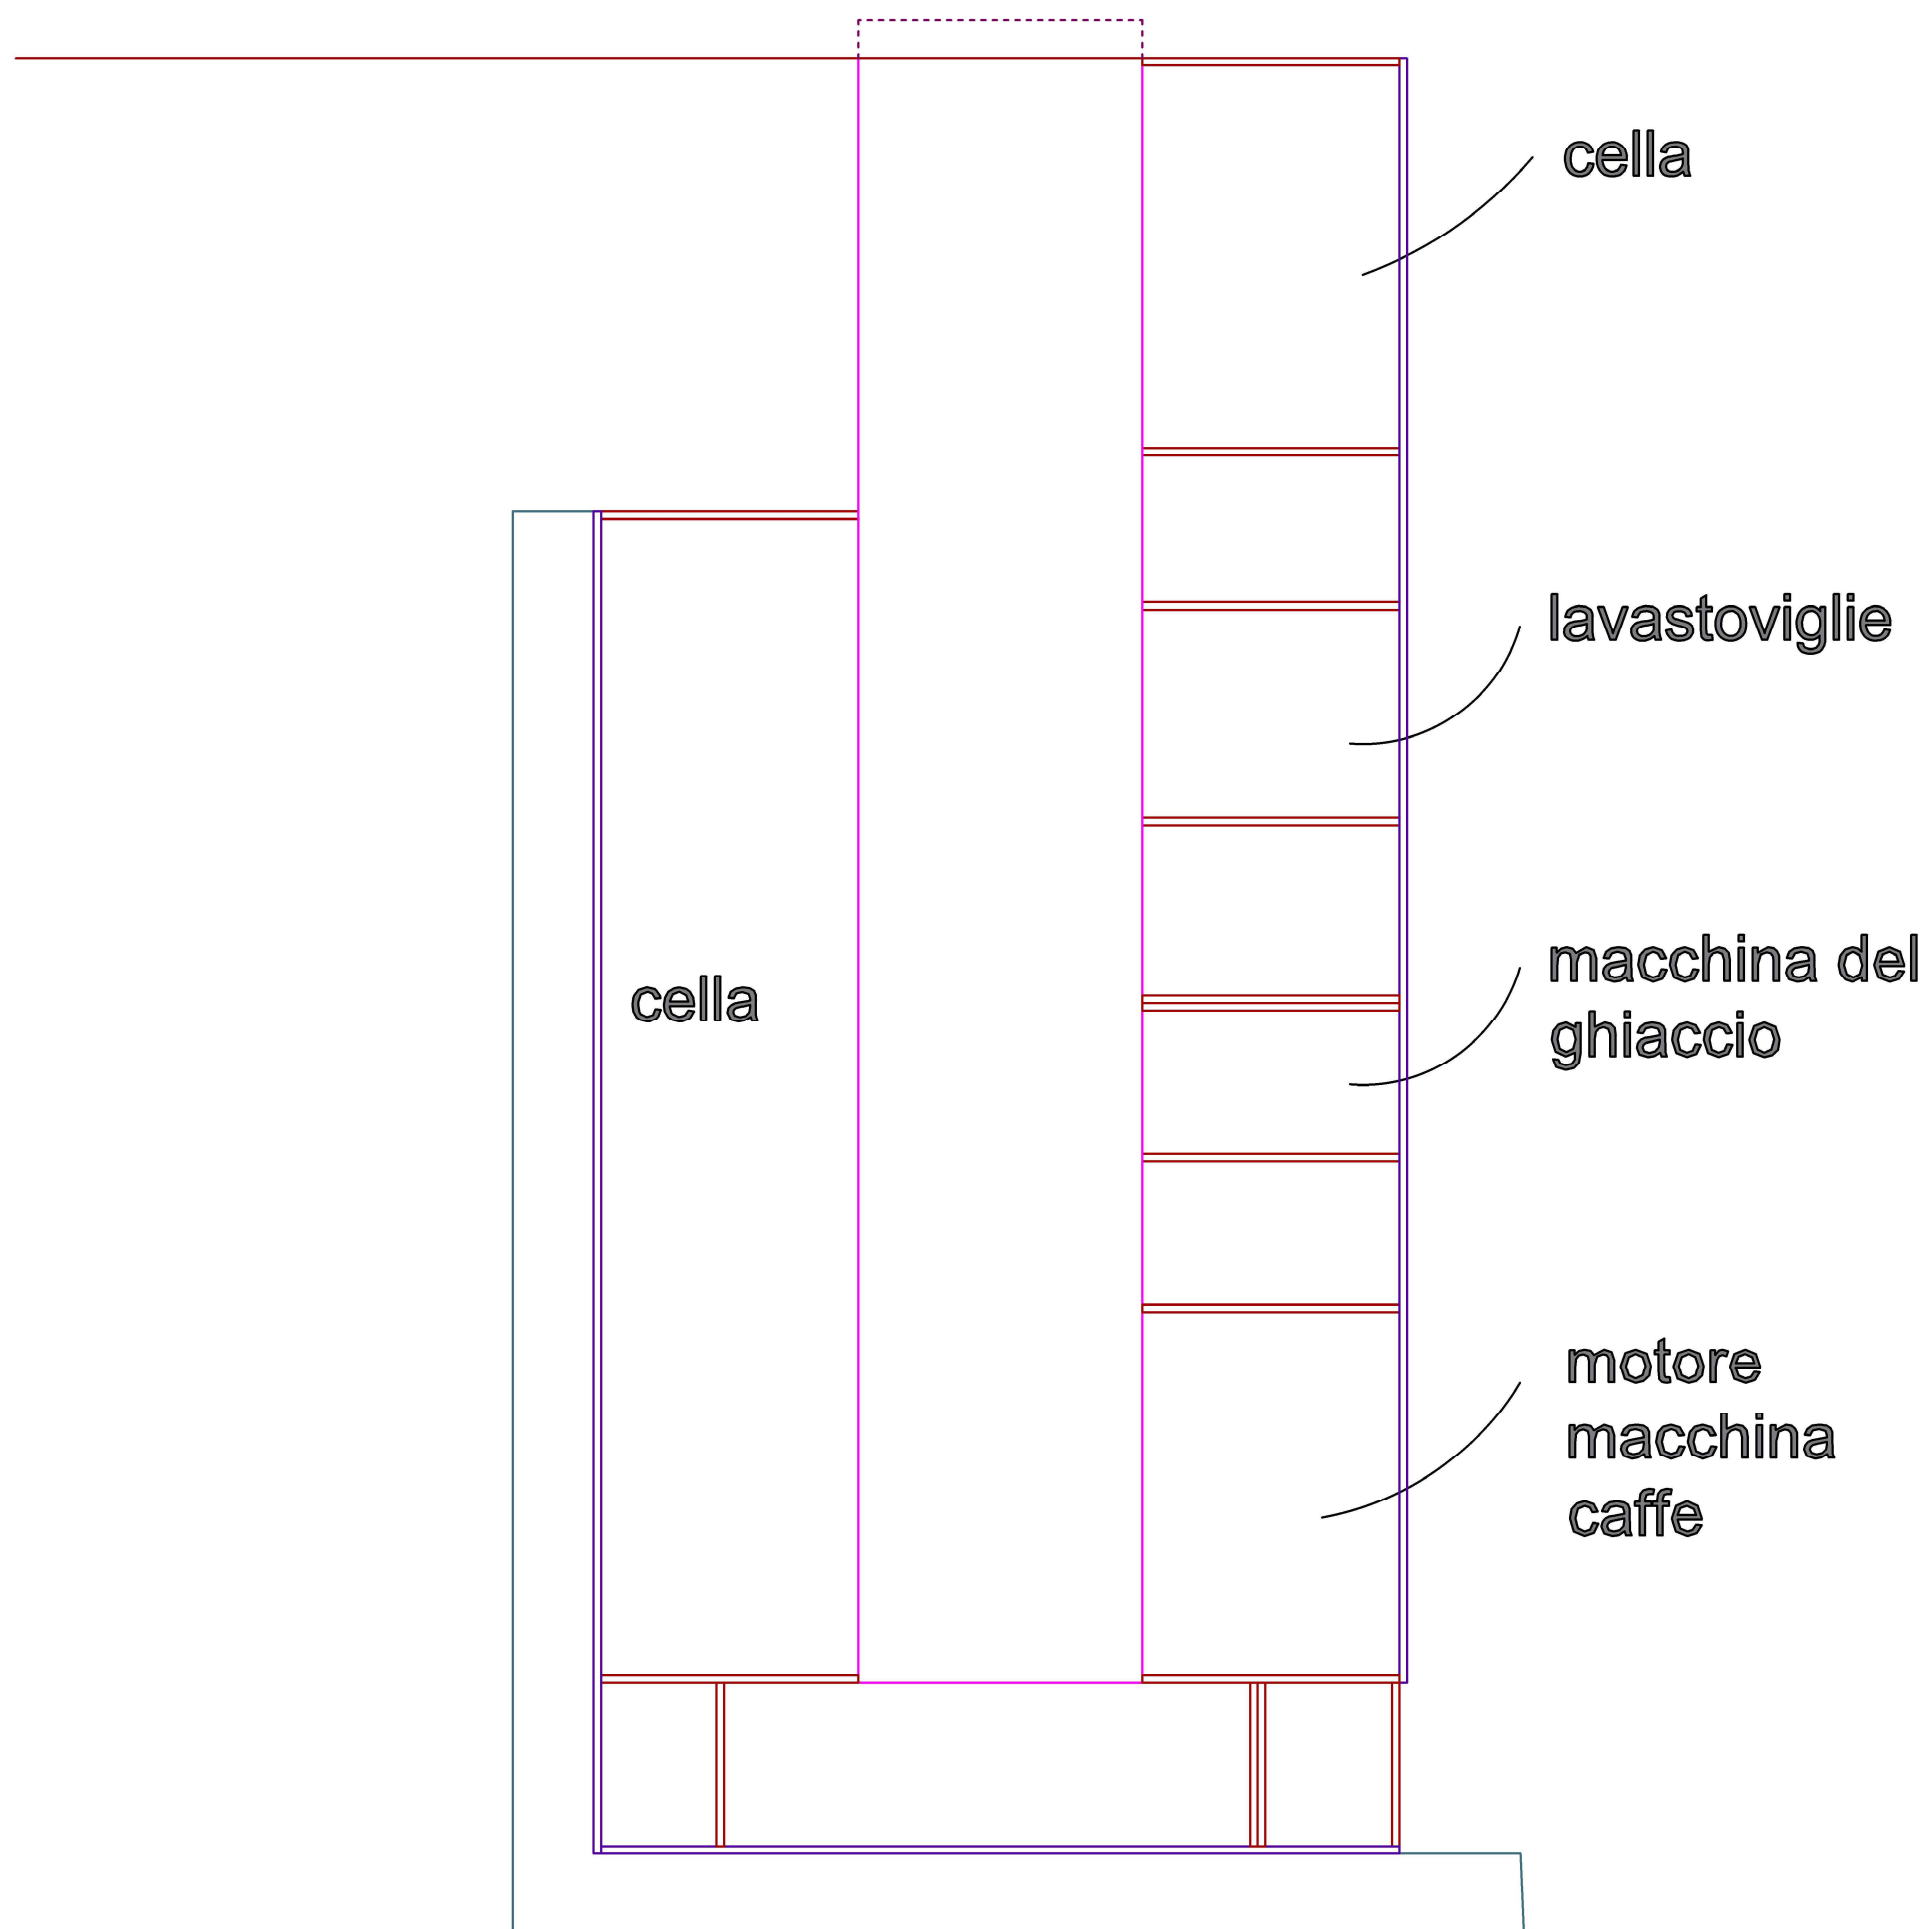 cella
lavastoviglie
macchina del
ghiaccio
cella
motore
macchina
caffe